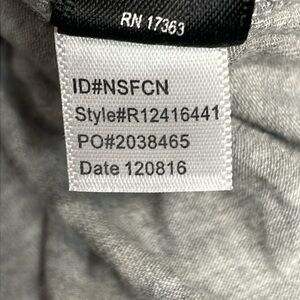 RN 17363
ID#NSFCN
Style#R12416441
PO#2038465
Date 120816